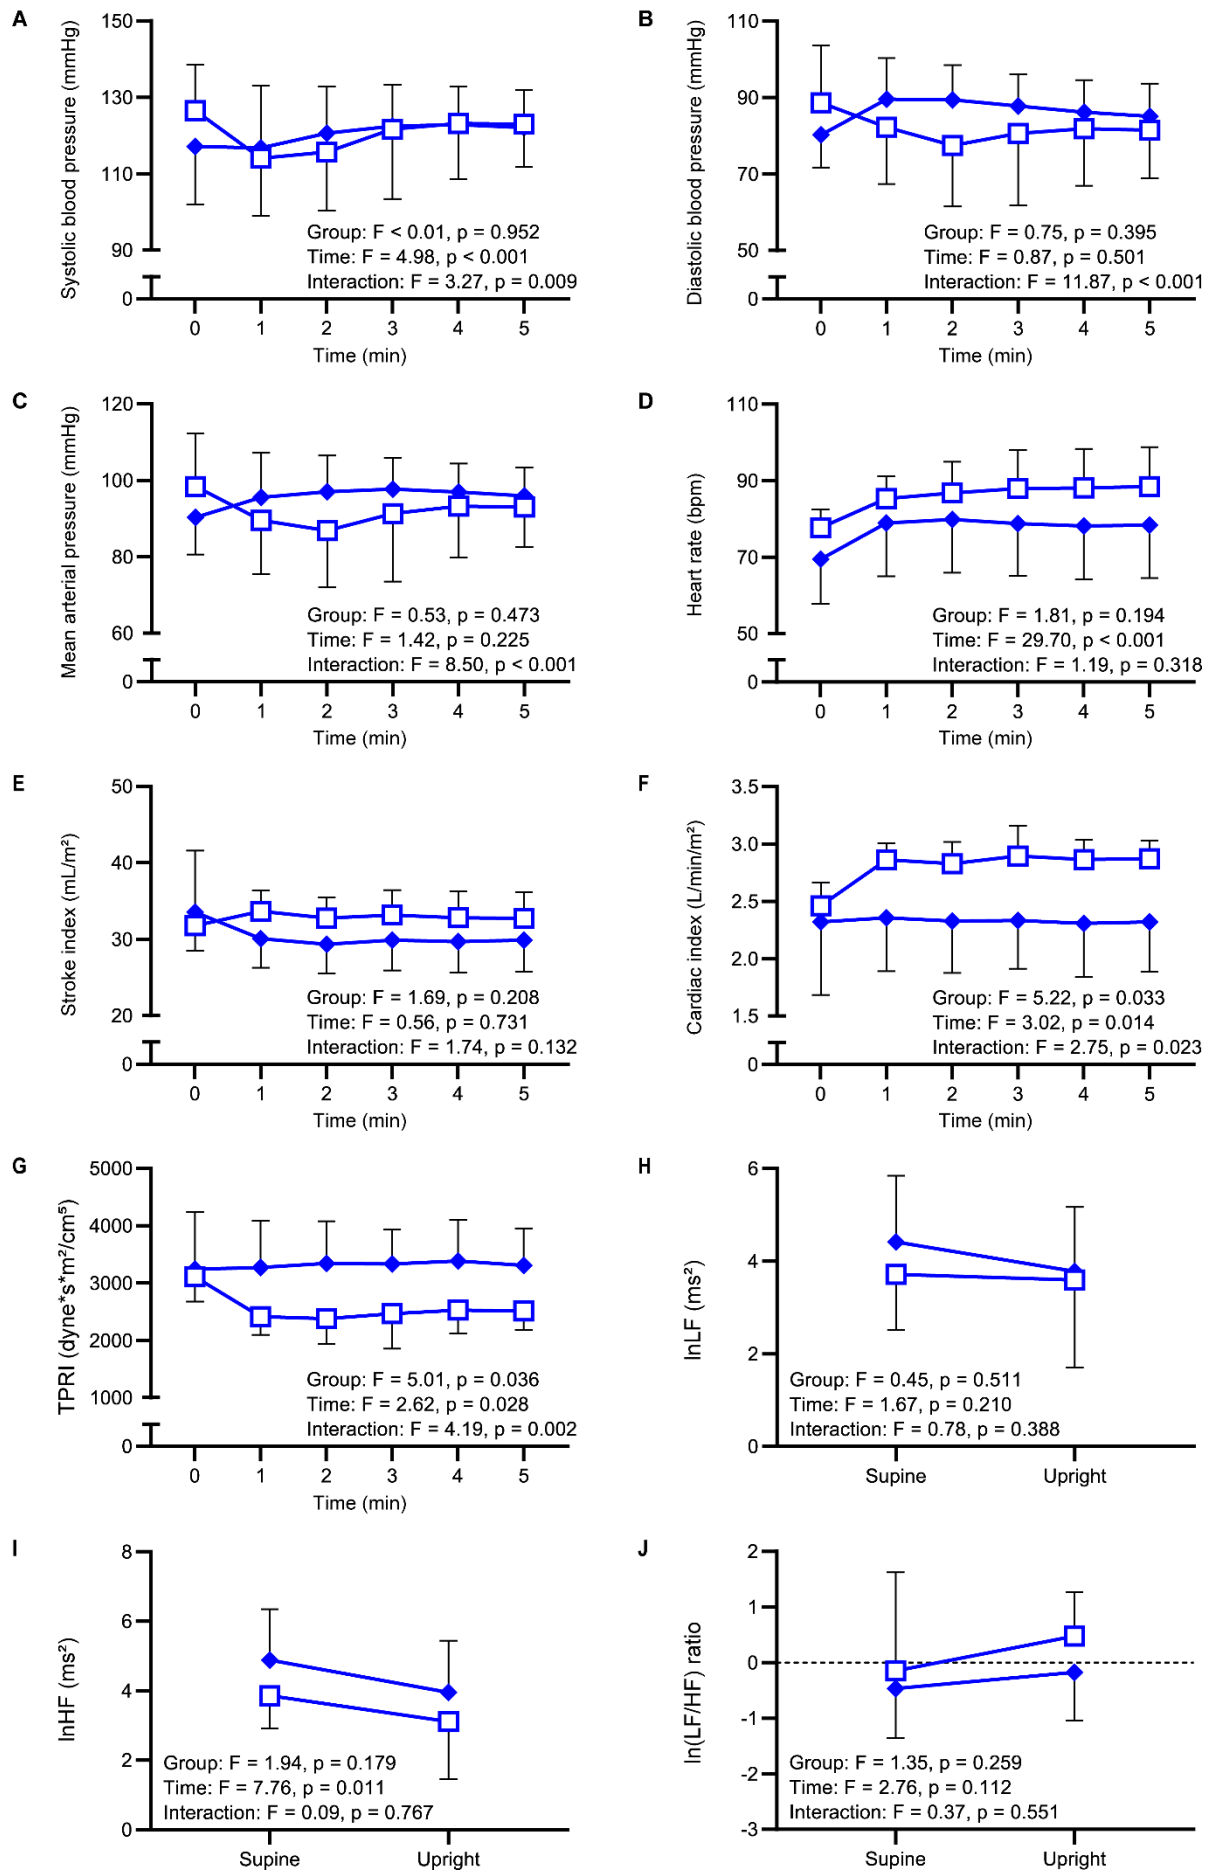 A
Systolic blood pressure (mmHg)
150
130
110
90
0
Group: F < 0.01, p = 0.952
Time: F = 4.98, p < 0.001
Interaction: F = 3.27, p = 0.009
0 1 2 3 4 5
Time (min)
B
Diastolic blood pressure (mmHg)
110
90
70
50
0
Group: F = 0.75, p = 0.395
Time: F = 0.87, p = 0.501
Interaction: F = 11.87, p < 0.001
0 1 2 3 4 5
Time (min)
C
Mean arterial pressure (mmHg)
120
100
80
60
0
Group: F = 0.53, p = 0.473
Time: F = 1.42, p = 0.225
Interaction: F = 8.50, p < 0.001
0 1 2 3 4 5
Time (min)
D
Heart rate (bpm)
110
90
70
50
0
Group: F = 1.81, p = 0.194
Time: F = 29.70, p < 0.001
Interaction: F = 1.19, p = 0.318
0 1 2 3 4 5
Time (min)
E
Stroke index (mL/m²)
50
40
30
20
0
Group: F = 1.69, p = 0.208
Time: F = 0.56, p = 0.731
Interaction: F = 1.74, p = 0.132
0 1 2 3 4 5
Time (min)
F
Cardiac index (L/min/m²)
3.5
3.0
2.5
2.0
1.5
0
Group: F = 5.22, p = 0.033
Time: F = 3.02, p = 0.014
Interaction: F = 2.75, p = 0.023
0 1 2 3 4 5
Time (min)
G
TPRI (dyne*s*m²/cm⁵)
5000
4000
3000
2000
1000
0
Group: F = 5.01, p = 0.036
Time: F = 2.62, p = 0.028
Interaction: F = 4.19, p = 0.002
0 1 2 3 4 5
Time (min)
H
lnLF (ms²)
6
4
2
0
Group: F = 0.45, p = 0.511
Time: F = 1.67, p = 0.210
Interaction: F = 0.78, p = 0.388
Supine Upright
I
lnHF (ms²)
8
6
4
2
0
Group: F = 1.94, p = 0.179
Time: F = 7.76, p = 0.011
Interaction: F = 0.09, p = 0.767
Supine Upright
J
ln(LF/HF) ratio
2
1
0
-1
-2
-3
Group: F = 1.35, p = 0.259
Time: F = 2.76, p = 0.112
Interaction: F = 0.37, p = 0.551
Supine Upright